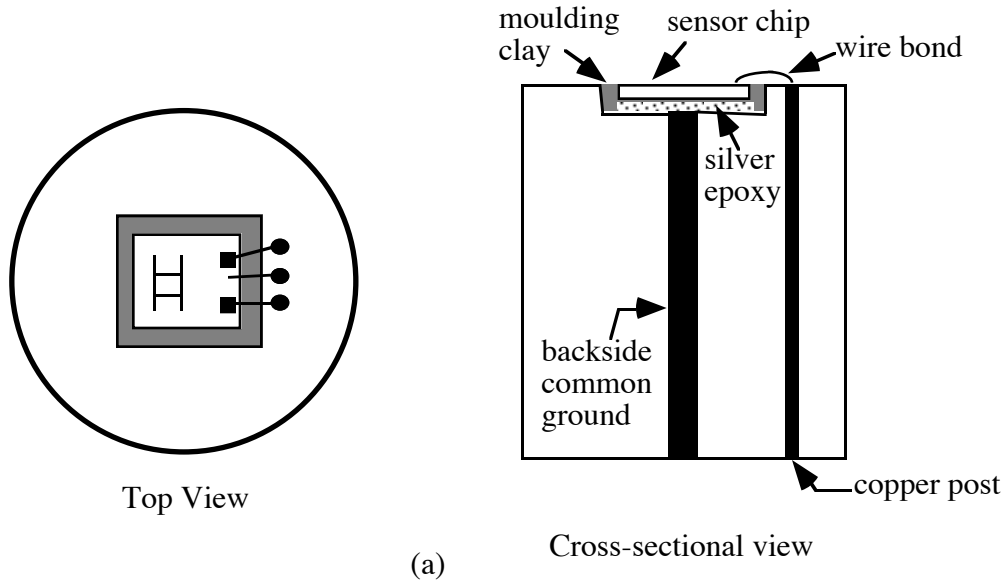 moulding
clay
sensor chip
wire bond
silver
epoxy
backside
common
ground
copper post
Top View
Cross-sectional view
(a)